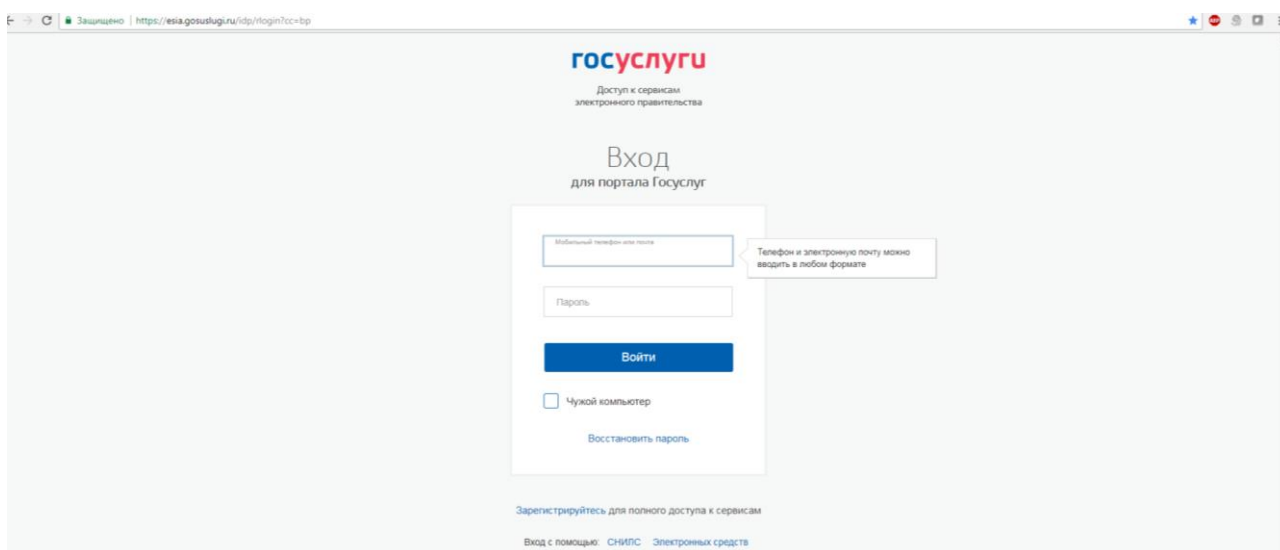 Защищено | https://esia.gosuslugi.ru/idp/rlogin?cc=bp
ABP
госуслуги
Доступ к сервисам
электронного правительства
Вход
для портала Госуслуг
Мобильный телефон или почта
Телефон и электронную почту можно
вводить в любом формате
Пароль
Войти
Чужой компьютер
Восстановить пароль
Зарегистрируйтесь для полного доступа к сервисам
Вход с помощью: СНИЛС Электронных средств